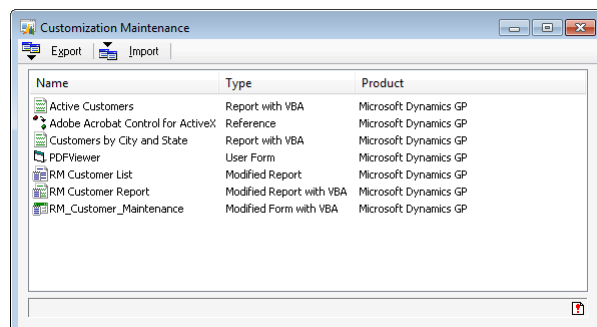 Customization Maintenance
Export Import
Name Type Product
Active Customers Report with VBA Microsoft Dynamics GP
Adobe Acrobat Control for ActiveX Reference Microsoft Dynamics GP
Customers by City and State Report with VBA Microsoft Dynamics GP
PDFViewer User Form Microsoft Dynamics GP
RM Customer List Modified Report Microsoft Dynamics GP
RM Customer Report Modified Report with VBA Microsoft Dynamics GP
RM_Customer_Maintenance Modified Form with VBA Microsoft Dynamics GP